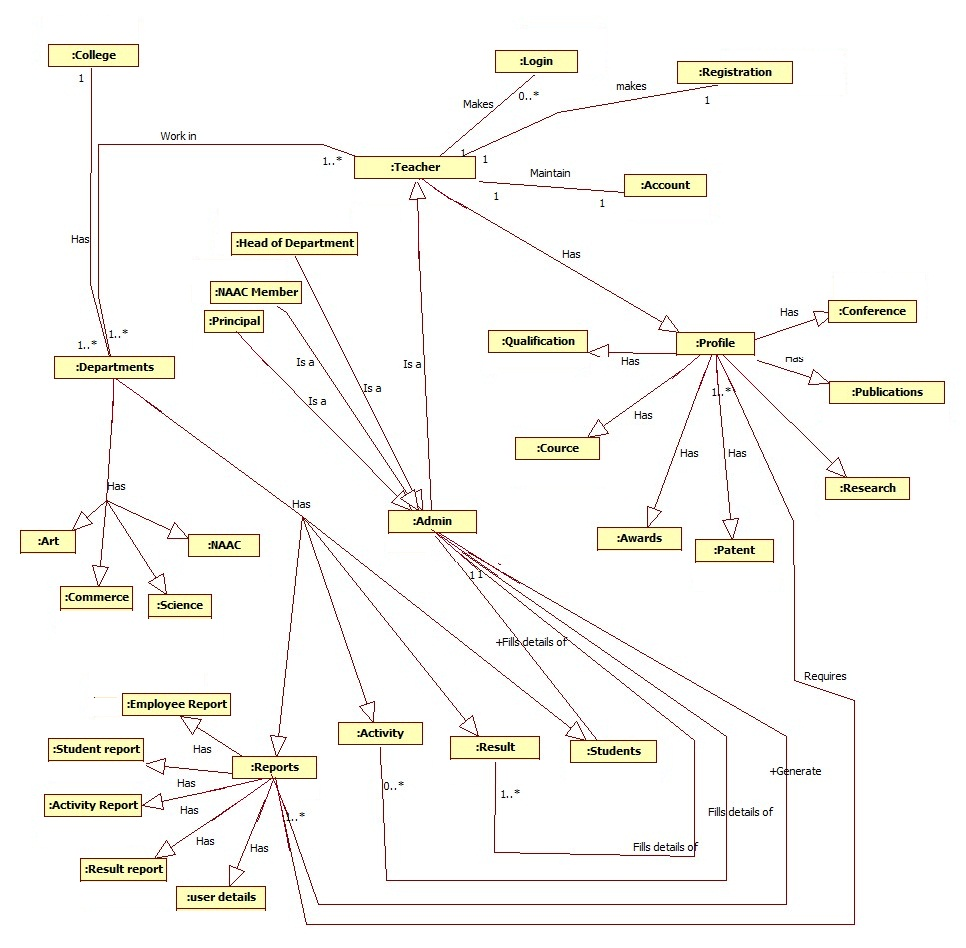 :College
1
:Login
0..*
Makes
:Registration
makes
1
Work in
1..*
:Teacher
1
1
Maintain
1
1
:Account
Has
:Head of Department
Has
:NAAC Member
:Principal
Is a
Is a
Is a
Is a
1..*
1..*
:Departments
:Qualification
Has
:Profile
Has
:Conference
Has
:Publications
1..*
Has
:Cource
Has
Has
:Research
:Awards
:Patent
Has
Has
:Admin
:Art
:NAAC
:Commerce
:Science
1
1
+Fills details of
Requires
:Employee Report
:Student report
Has
:Activity
:Result
:Students
:Reports
+Generate
Has
:Activity Report
0..*
1..*
Has
1..*
Fills details of
Has
Has
Fills details of
:Result report
:user details